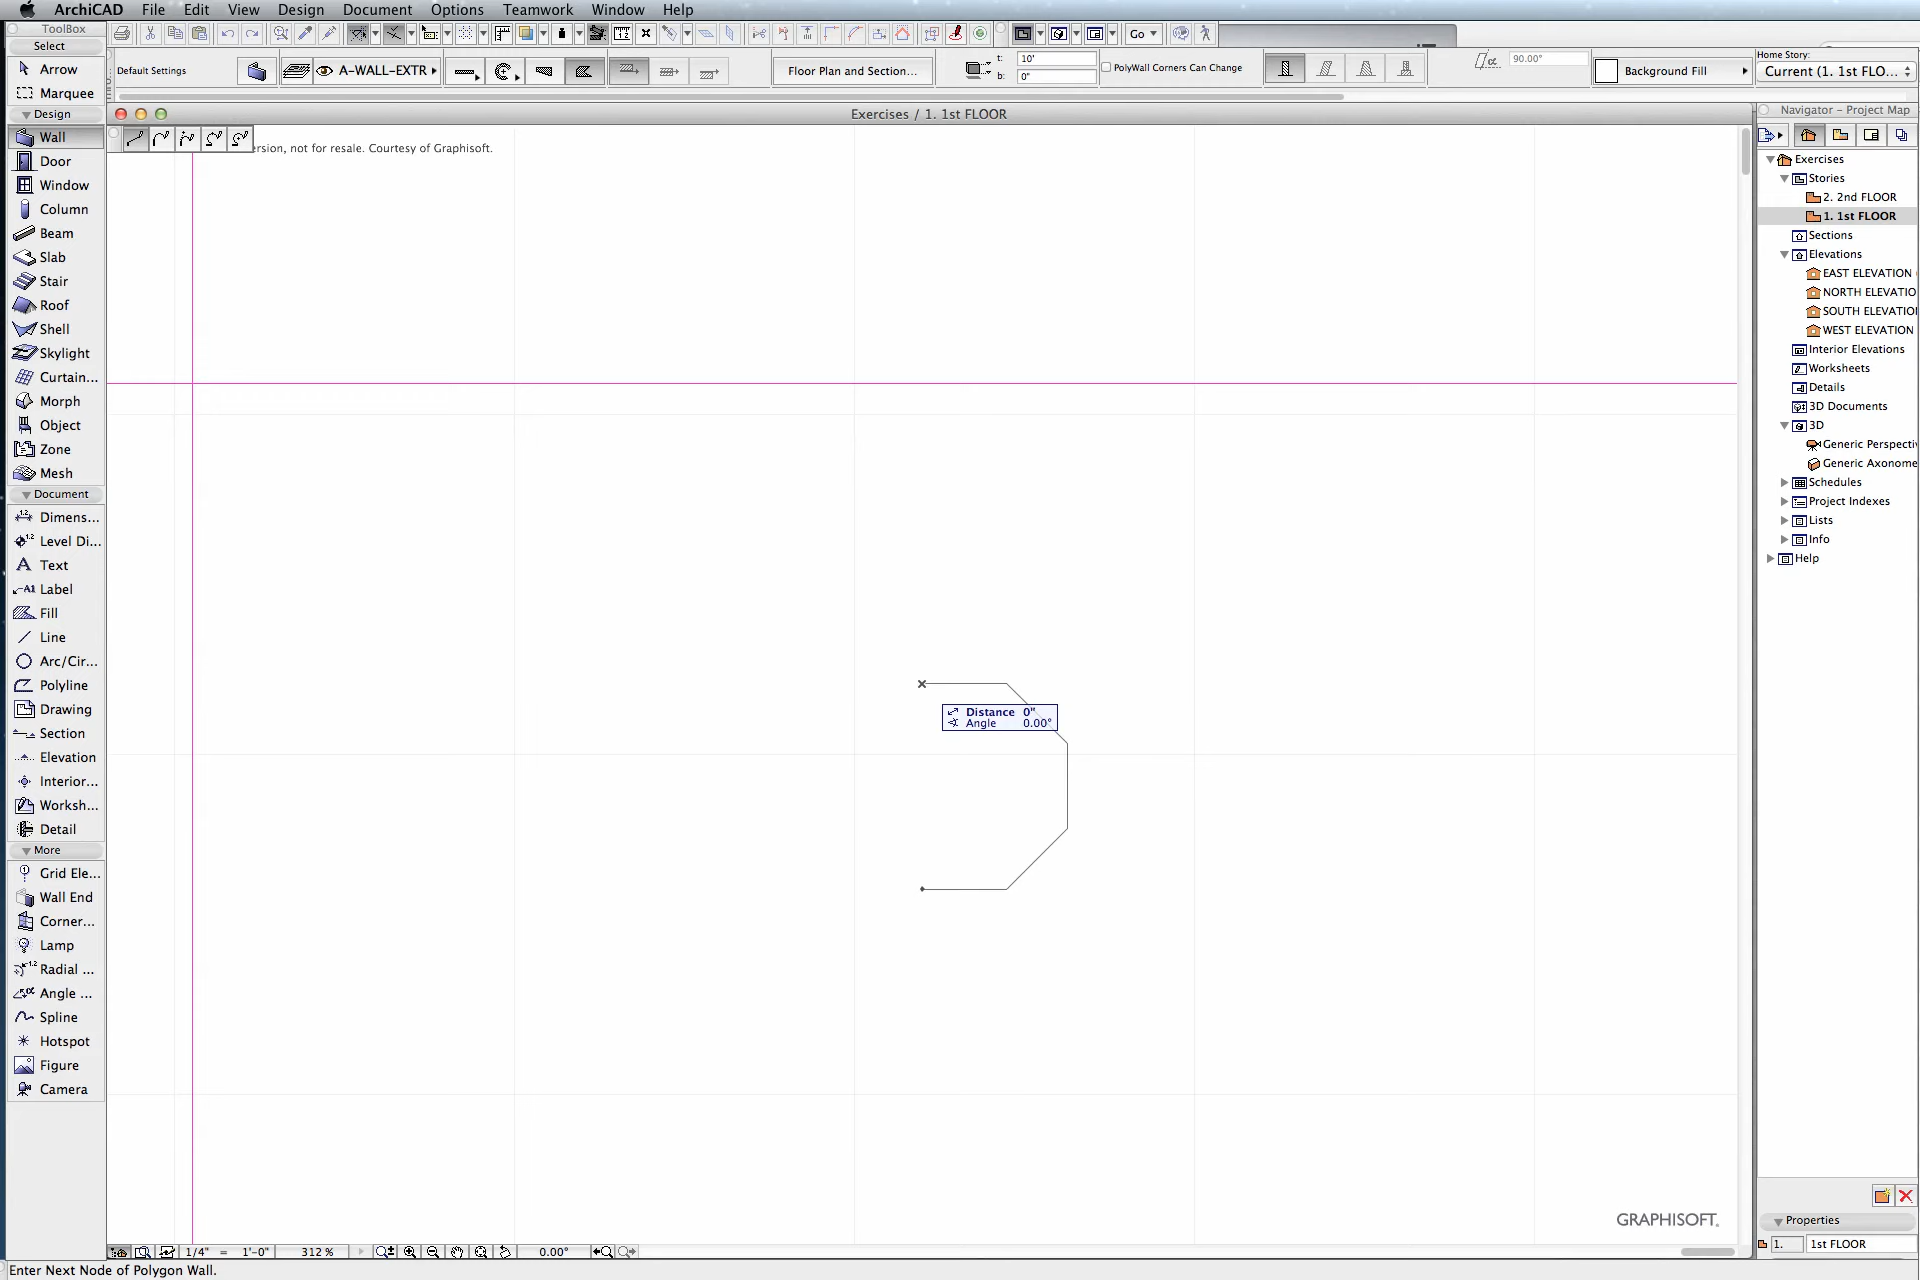 ArchiCAD File Edit View Design Document Options Teamwork Window Help
ToolBox
Select
Arrow
Marquee
Design
Wall
Door
Window
Column
Beam
Slab
Stair
Roof
Shell
Skylight
Curtain...
Morph
Object
Zone
Mesh
Document
Dimens...
Level Di...
Text
Label
Fill
Line
Arc/Cir...
Polyline
Drawing
Section
Elevation
Interior...
Worksh...
Detail
More
Grid Ele...
Wall End
Corner...
Lamp
Radial ...
Angle ...
Spline
Hotspot
Figure
Camera
Go
Default Settings
A-WALL-EXTR
Floor Plan and Section...
t: 10'
b: 0"
PolyWall Corners Can Change
α 90.00°
Background Fill
Home Story:
Current (1. 1st FLO...
Exercises / 1. 1st FLOOR
ersion, not for resale. Courtesy of Graphisoft.
Distance 0"
Angle 0.00°
GRAPHISOFT.
1/4" = 1'-0" 312 % 0.00°
Enter Next Node of Polygon Wall.
Navigator - Project Map
Exercises
Stories
2. 2nd FLOOR
1. 1st FLOOR
Sections
Elevations
EAST ELEVATION
NORTH ELEVATIO
SOUTH ELEVATIO
WEST ELEVATION
Interior Elevations
Worksheets
Details
3D Documents
3D
Generic Perspecti
Generic Axonome
Schedules
Project Indexes
Lists
Info
Help
Properties
1. 1st FLOOR